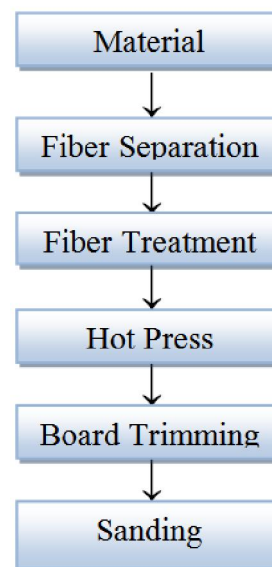 Material
Fiber Separation
Fiber Treatment
Hot Press
Board Trimming
Sanding